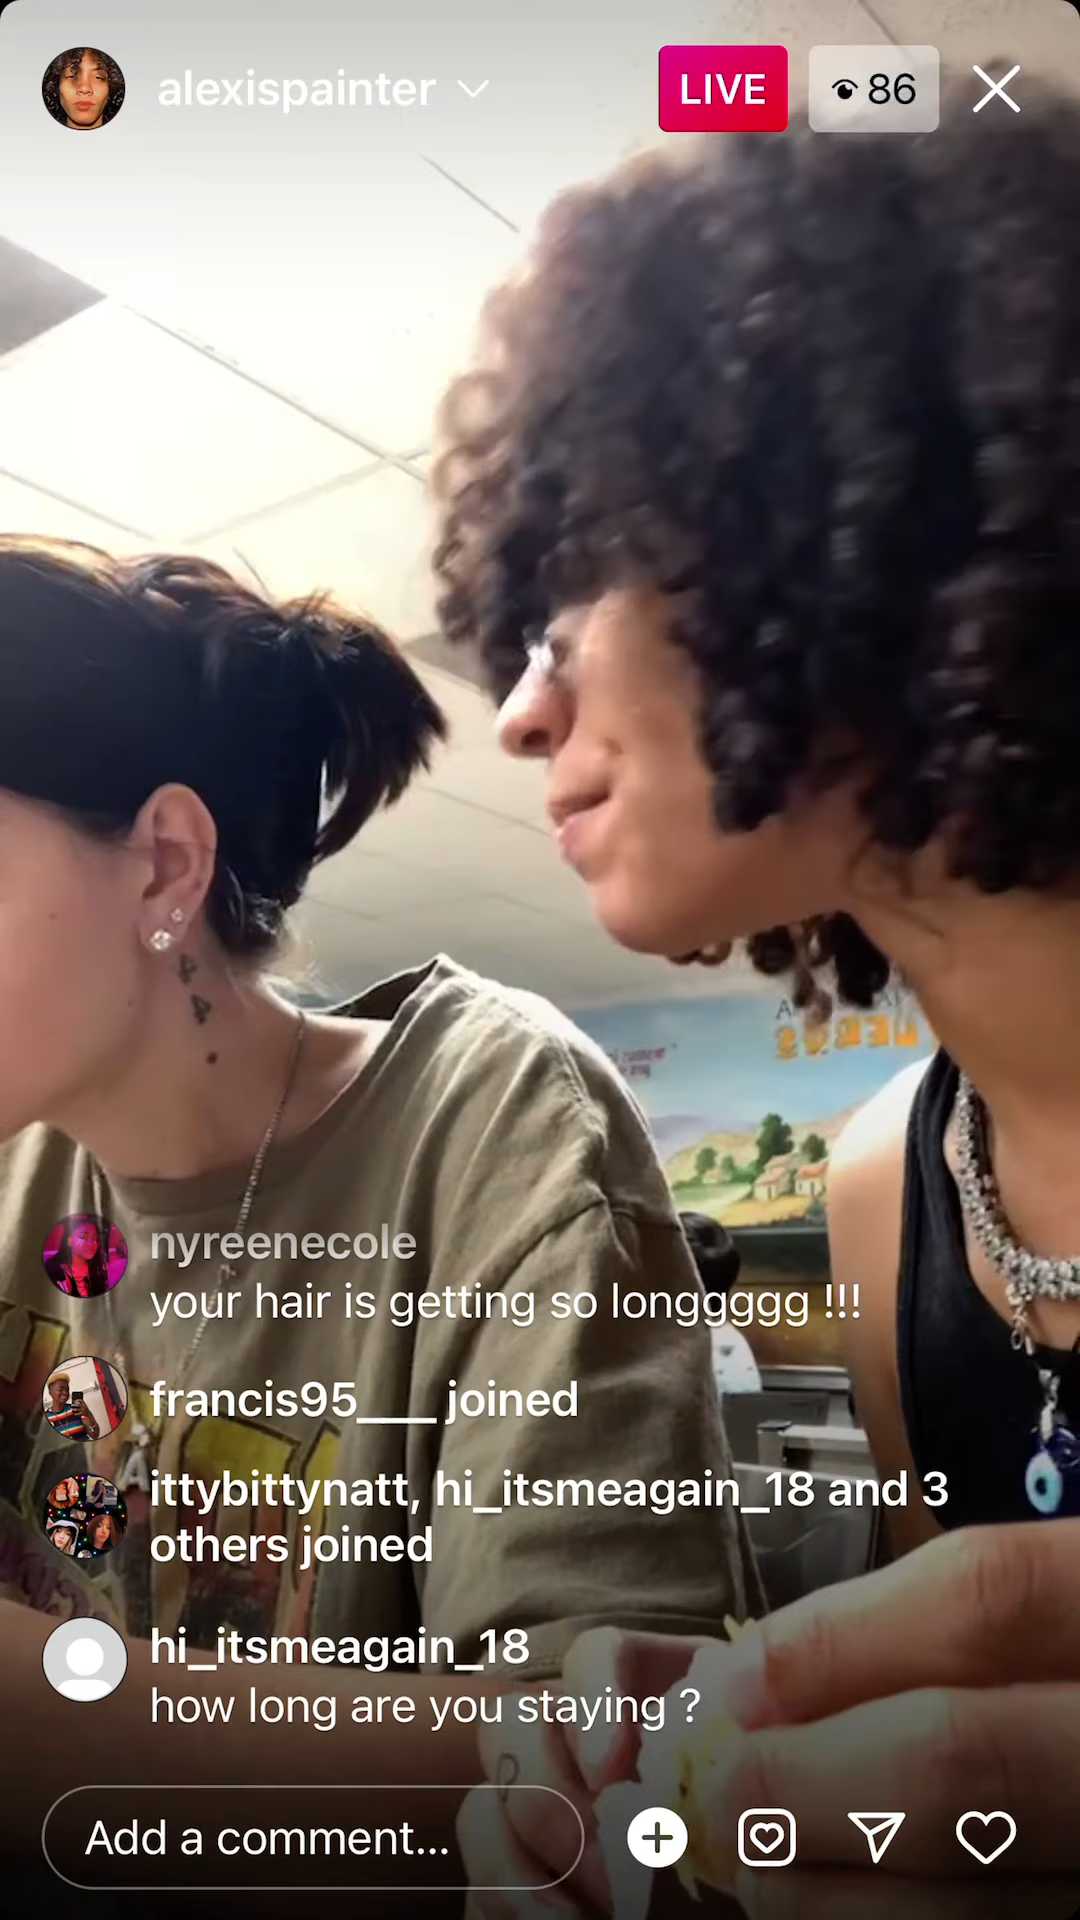 alexispainter
LIVE
86
44
nyreenecole
your hair is getting so longgggg !!!
francis95___ joined
ittybittynatt, hi_itsmeagain_18 and 3
others joined
hi_itsmeagain_18
how long are you staying ?
Add a comment...